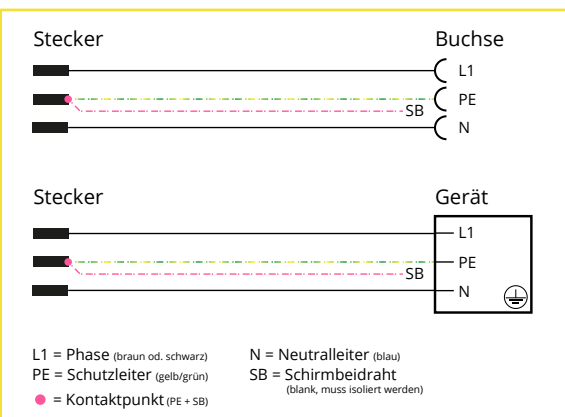 Stecker Buchse
L1
PE
SB
N
Stecker Gerät
L1
PE
SB
N
L1 = Phase (braun od. schwarz) N = Neutralleiter (blau)
PE = Schutzleiter (gelb/grün) SB = Schirmbeidraht
(blank, muss isoliert werden)
= Kontaktpunkt (PE + SB)